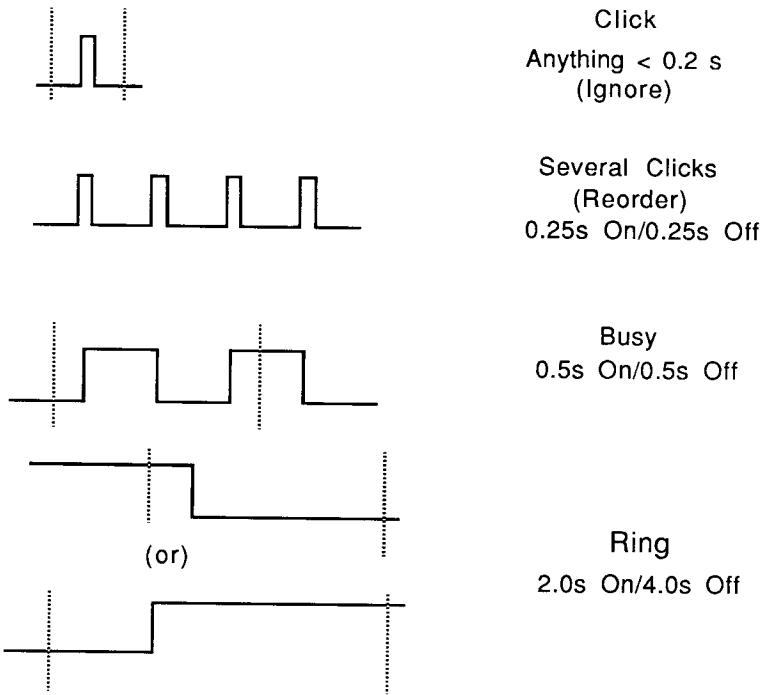 Click
Anything < 0.2 s
(Ignore)
Several Clicks
(Reorder)
0.25s On/0.25s Off
Busy
0.5s On/0.5s Off
(or)
Ring
2.0s On/4.0s Off